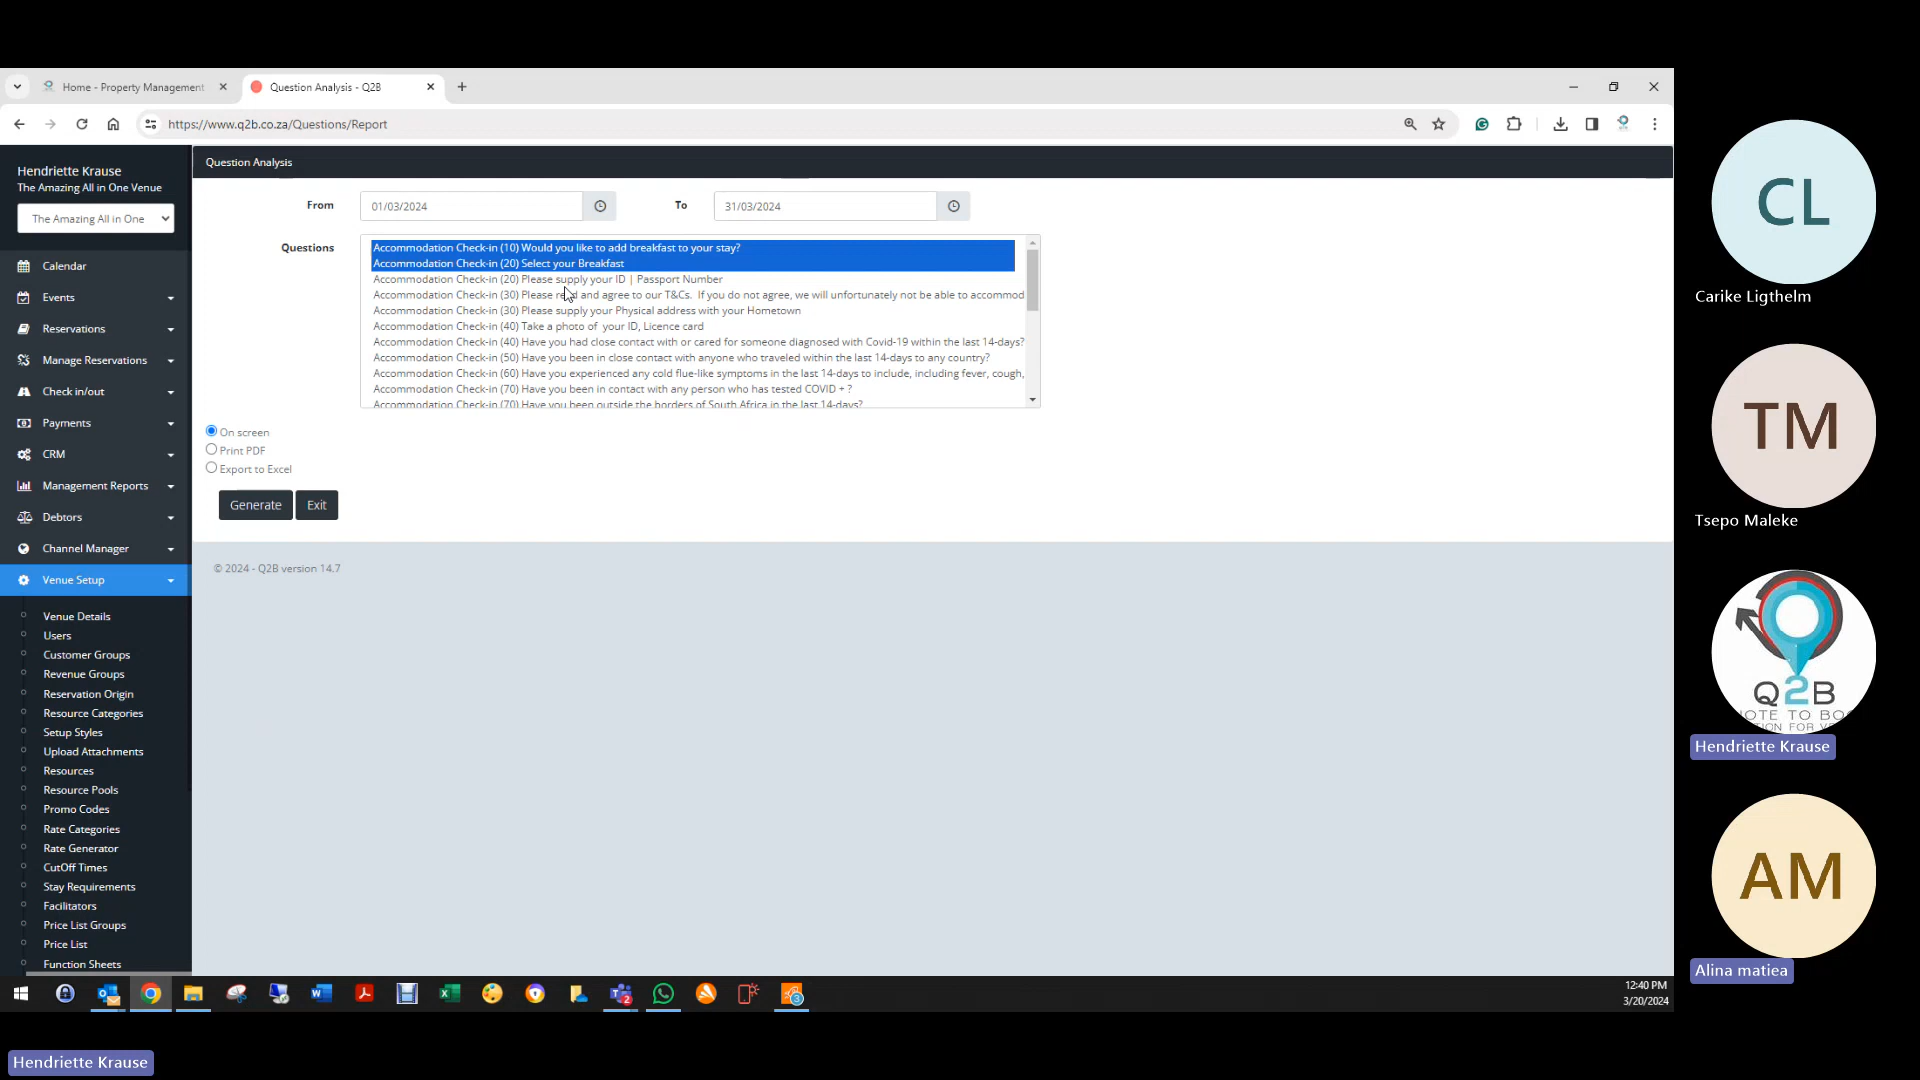 Home - Property Management
Question Analysis - Q2B
https://www.q2b.co.za/Questions/Report
Hendriette Krause
The Amazing All in One Venue
The Amazing All in One
Calendar
Events
Reservations
Manage Reservations
Check in/out
Payments
CRM
Management Reports
Debtors
Channel Manager
Venue Setup
Venue Details
Users
Customer Groups
Revenue Groups
Reservation Origin
Resource Categories
Setup Styles
Upload Attachments
Resources
Resource Pools
Promo Codes
Rate Categories
Rate Generator
CutOff Times
Stay Requirements
Facilitators
Price List Groups
Price List
Function Sheets
Question Analysis
From 01/03/2024 To 31/03/2024
Questions
Accommodation Check-in (10) Would you like to add breakfast to your stay?
Accommodation Check-in (20) Select your Breakfast
Accommodation Check-in (20) Please supply your ID | Passport Number
Accommodation Check-in (30) Please read and agree to our T&Cs. If you do not agree, we will unfortunately not be able to accommod
Accommodation Check-in (30) Please supply your Physical address with your Hometown
Accommodation Check-in (40) Take a photo of your ID, Licence card
Accommodation Check-in (40) Have you had close contact with or cared for someone diagnosed with Covid-19 within the last 14-days?
Accommodation Check-in (50) Have you been in close contact with anyone who traveled within the last 14-days to any country?
Accommodation Check-in (60) Have you experienced any cold flue-like symptoms in the last 14-days to include, including fever, cough,
Accommodation Check-in (70) Have you been in contact with any person who has tested COVID + ?
Accommodation Check-in (70) Have you been outside the borders of South Africa in the last 14-days?
On screen
Print PDF
Export to Excel
Generate Exit
© 2024 - Q2B version 14.7
12:40 PM
3/20/2024
CL
Carike Ligthelm
TM
Tsepo Maleke
Q2B
OTE TO BO
TION FOR V
Hendriette Krause
AM
Alina matiea
Hendriette Krause